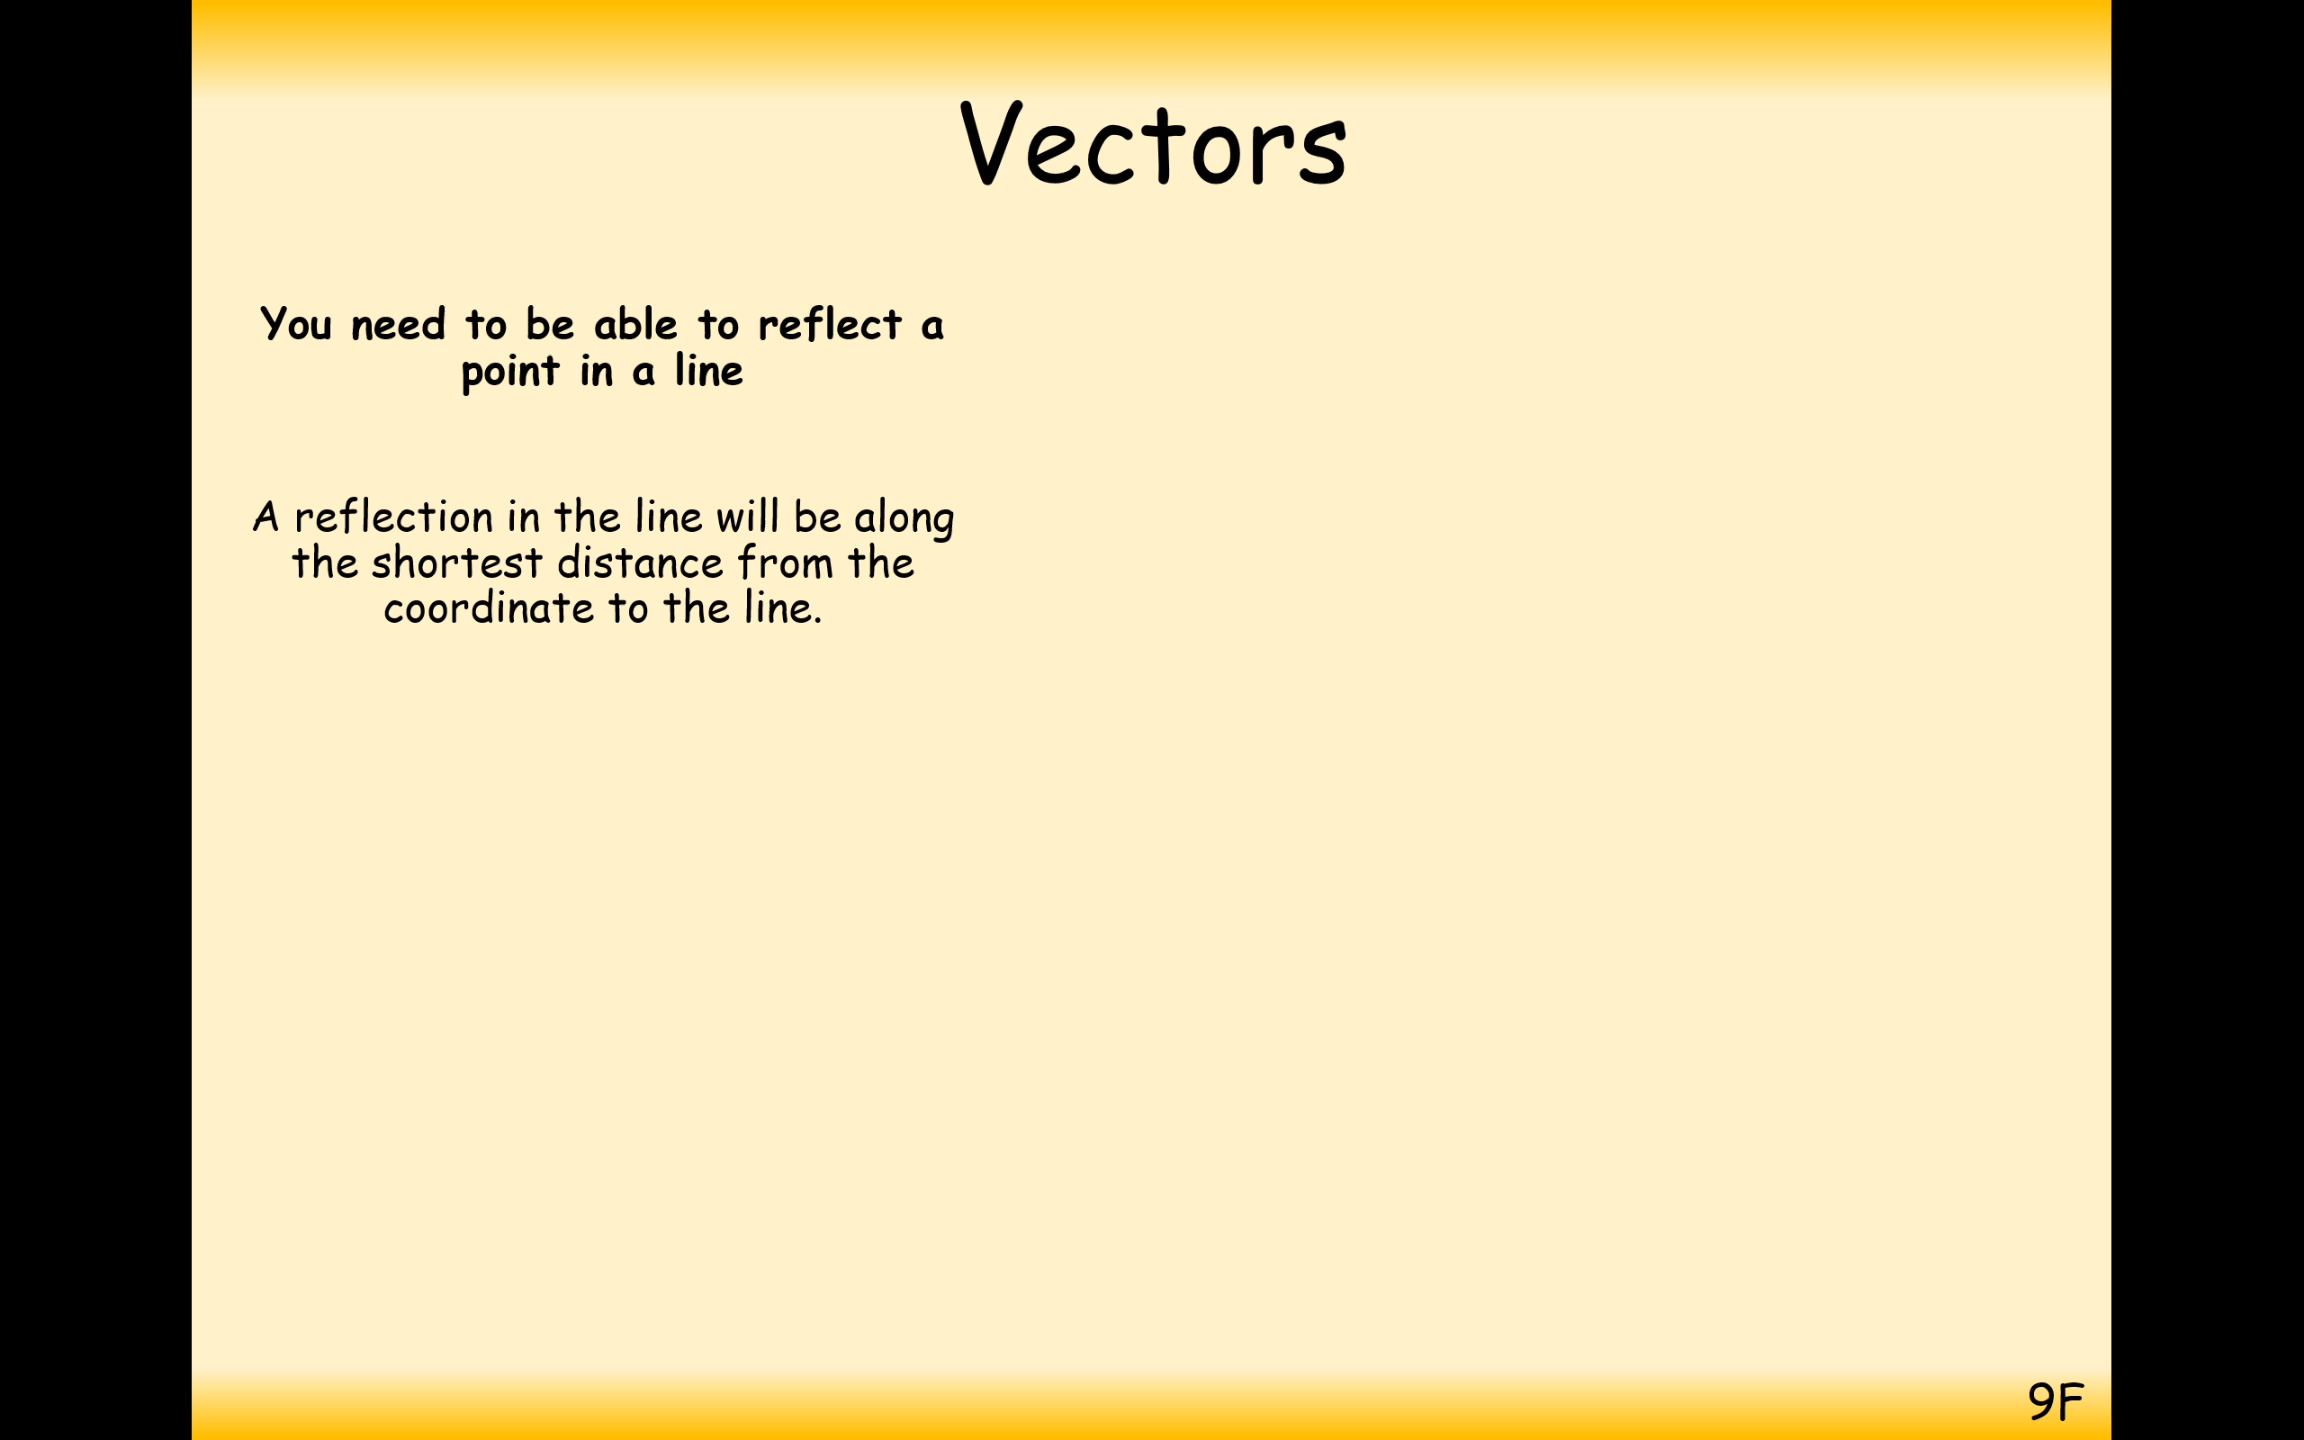 Vectors
You need to be able to reflect a
point in a line
A reflection in the line will be along
the shortest distance from the
coordinate to the line.
9F